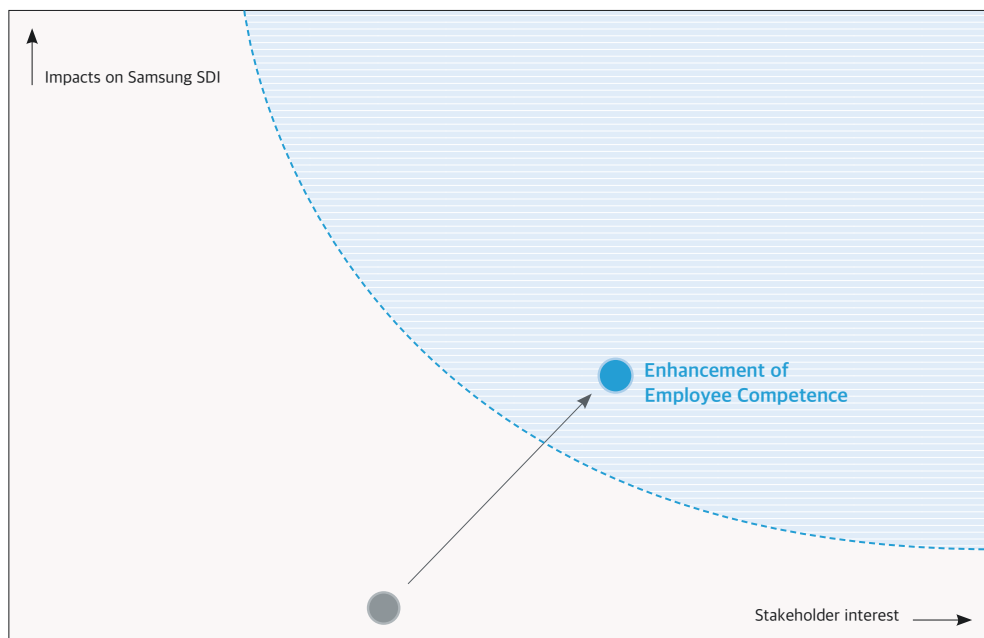 Impacts on Samsung SDI
Enhancement of
Employee Competence
Stakeholder interest